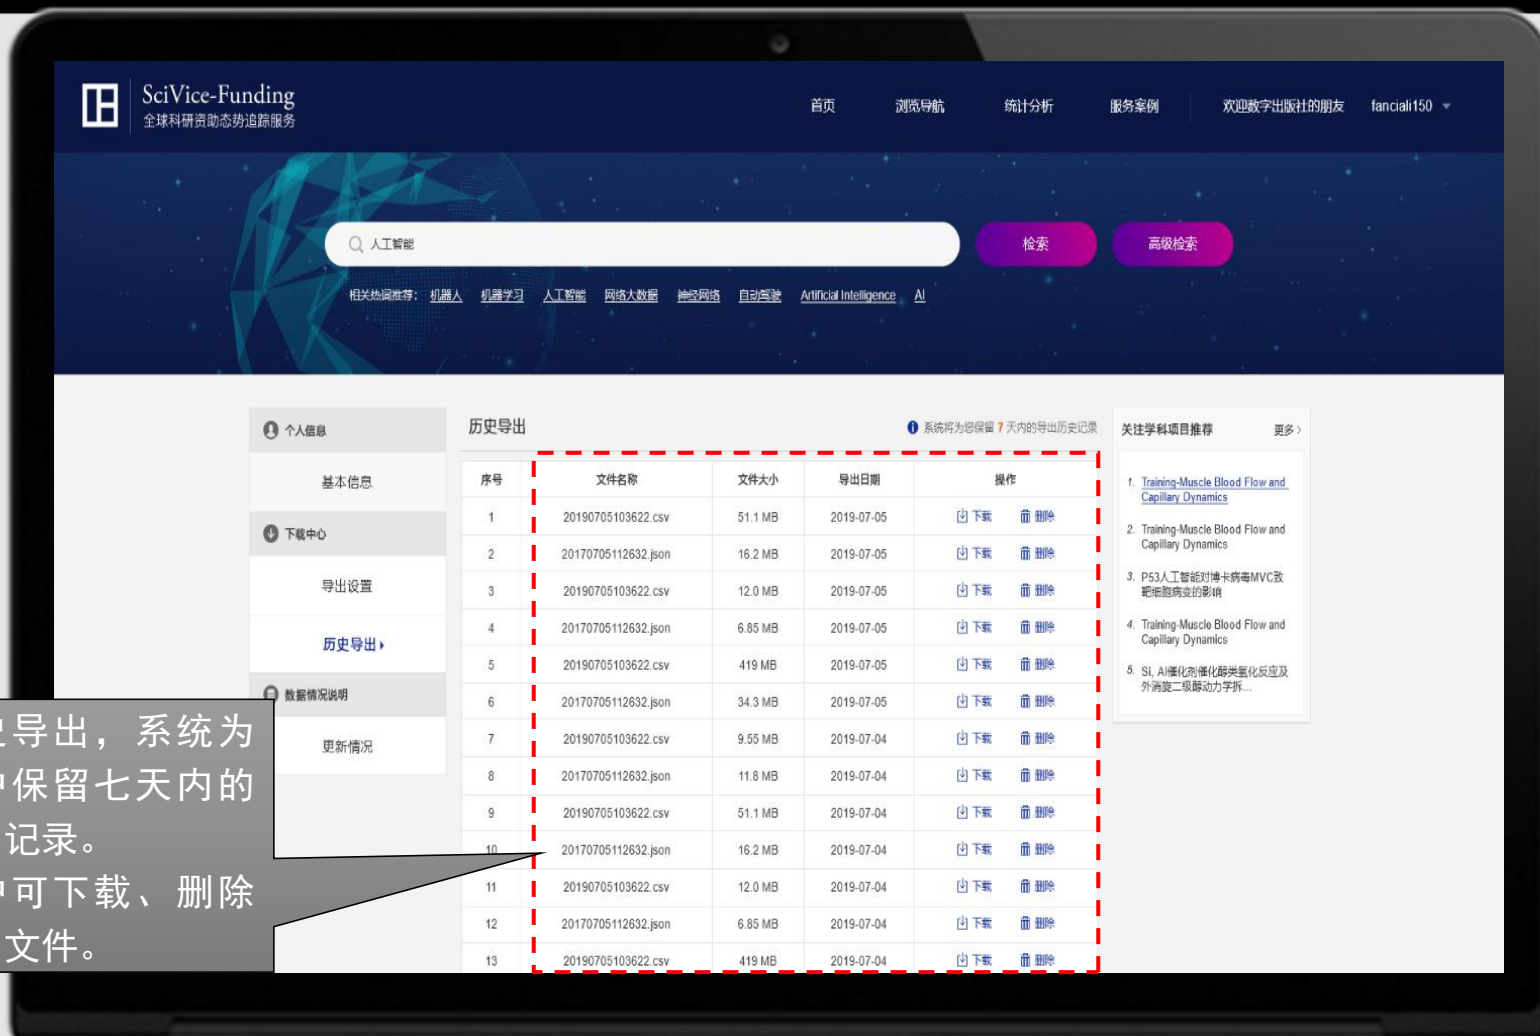 SciVice-Funding
全球科研资助态势追踪服务
首页 浏览导航 统计分析 服务案例 欢迎数字出版社的朋友 fanciali150
人工智能
检索
高级检索
相关热词推荐: 机器人 机器学习 人工智能 网络大数据 神经网络 自动驾驶 Artificial Intelligence AI
个人信息
基本信息
下载中心
导出设置
历史导出
数据情况说明
更新情况
历史导出
系统将为您保留 7 天内的导出历史记录
序号 文件名称 文件大小 导出日期 操作
1 20190705103622.csv 51.1 MB 2019-07-05 下载 删除
2 20170705112632.json 16.2 MB 2019-07-05 下载 删除
3 20190705103622.csv 12.0 MB 2019-07-05 下载 删除
4 20170705112632.json 6.85 MB 2019-07-05 下载 删除
5 20190705103622.csv 419 MB 2019-07-05 下载 删除
6 20170705112632.json 34.3 MB 2019-07-05 下载 删除
7 20190705103622.csv 9.55 MB 2019-07-04 下载 删除
8 20170705112632.json 11.8 MB 2019-07-04 下载 删除
9 20190705103622.csv 51.1 MB 2019-07-04 下载 删除
10 20170705112632.json 16.2 MB 2019-07-04 下载 删除
11 20190705103622.csv 12.0 MB 2019-07-04 下载 删除
12 20170705112632.json 6.85 MB 2019-07-04 下载 删除
13 20190705103622.csv 419 MB 2019-07-04 下载 删除
关注学科项目推荐 更多
1. Training-Muscle Blood Flow and
Capillary Dynamics
2. Training-Muscle Blood Flow and
Capillary Dynamics
3. P53人工智能对博卡病毒MVC致
靶细胞病变的影响
4. Training-Muscle Blood Flow and
Capillary Dynamics
5. Si, Al催化剂催化醇类氧化反应及
外消旋二级醇动力学拆...
导出，系统为
保留七天内的
记录。
可下载、删除
文件。